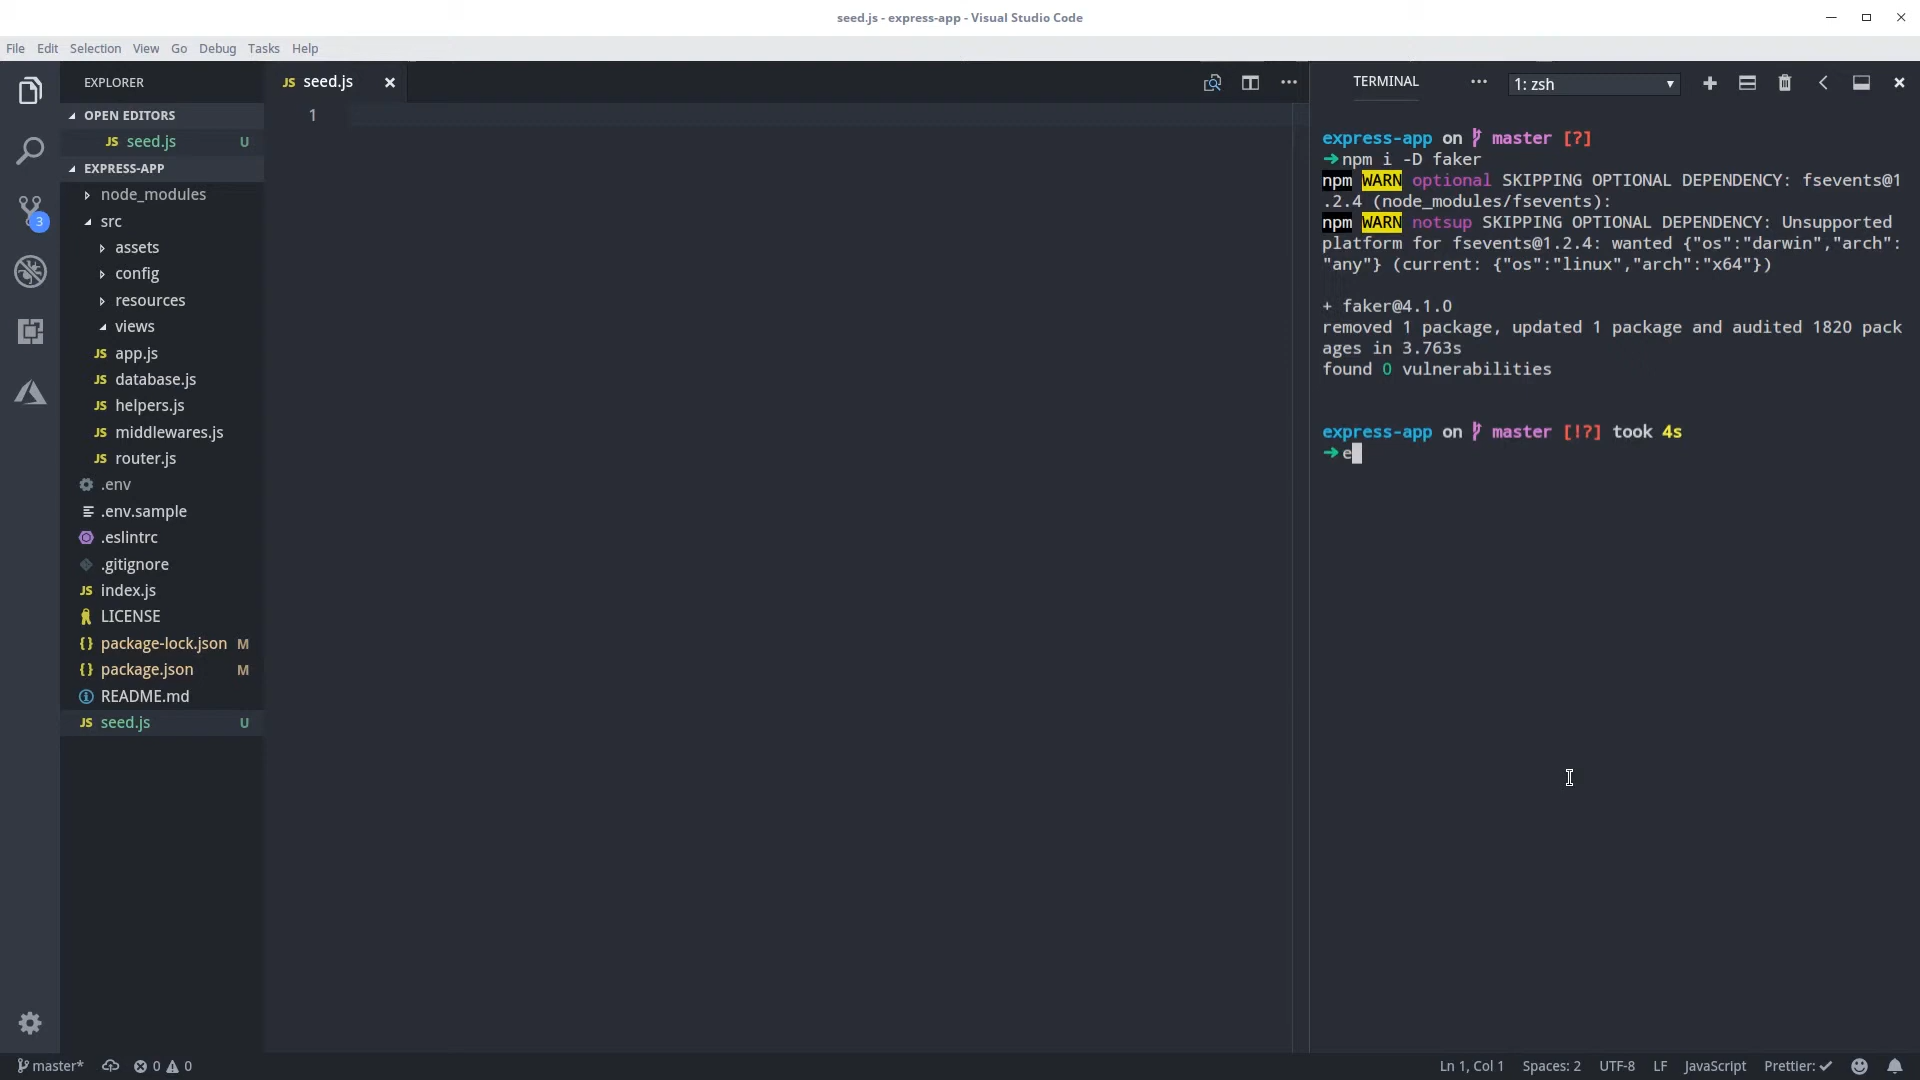 seed.js - express-app - Visual Studio Code
File Edit Selection View Go Debug Tasks Help
EXPLORER
OPEN EDITORS
JS seed.js U
EXPRESS-APP
node_modules
src
assets
config
resources
views
JS app.js
JS database.js
JS helpers.js
JS middlewares.js
JS router.js
.env
.env.sample
.eslintrc
.gitignore
JS index.js
LICENSE
{} package-lock.json M
{} package.json M
README.md
JS seed.js U
3
JS seed.js
1
TERMINAL ··· 1: zsh
express-app on master [?]
➜ npm i -D faker
npm WARN optional SKIPPING OPTIONAL DEPENDENCY: fsevents@1
.2.4 (node_modules/fsevents):
npm WARN notsup SKIPPING OPTIONAL DEPENDENCY: Unsupported
platform for fsevents@1.2.4: wanted {"os":"darwin","arch":
"any"} (current: {"os":"linux","arch":"x64"})
+ faker@4.1.0
removed 1 package, updated 1 package and audited 1820 pack
ages in 3.763s
found 0 vulnerabilities
express-app on master [!?] took 4s
➜ e
master* 0 0 Ln 1, Col 1 Spaces: 2 UTF-8 LF JavaScript Prettier: ✓